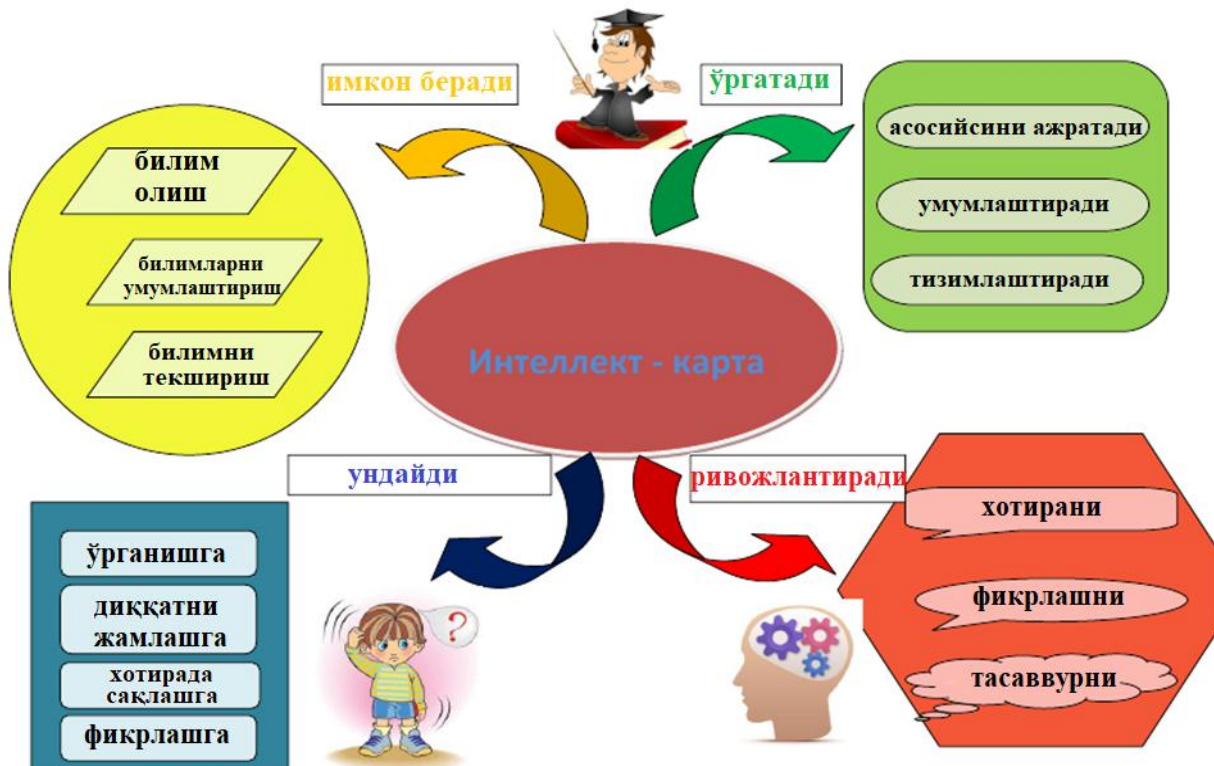 имкон беради
билим
олиш
билимларни
умумлаштириш
билимни
текшириш
ўргатади
асосийсини ажратади
умумлаштиради
тизимлаштиради
Интеллект - карта
ундайди
ўрганишга
диққатни
жамлашга
хотирада
сақлашга
фикрлашга
?
ривожлантиради
хотирани
фикрлашни
тасаввурни